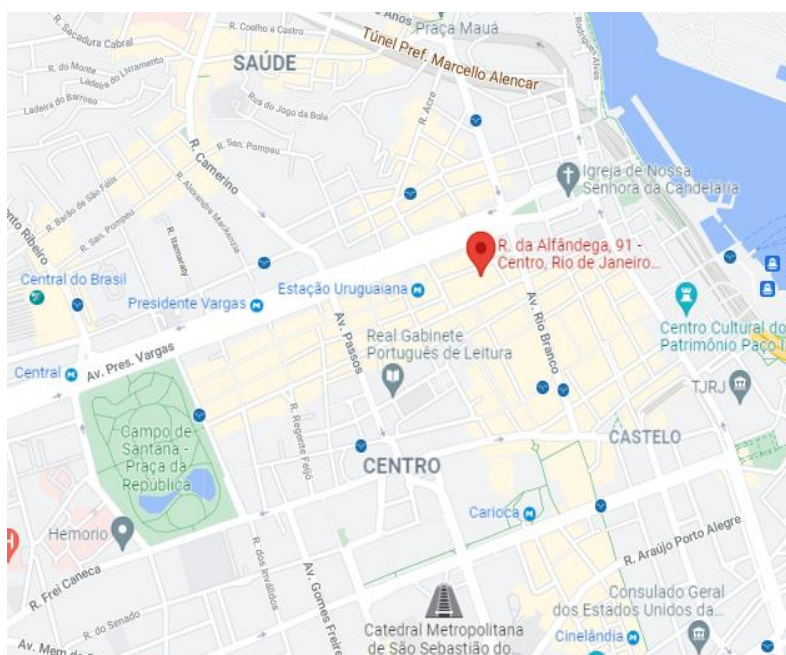 Anos
Praça Mauá
R. Coelho e Castro
R. Sacadura Cabral
Túnel Pref. Marcello Alencar
Rodrigues Alves
SAÚDE
R. do Monte
Ladeira do Livramento
Ladeira do Barroso
Rua do Jogo da Bola
R. Acre
R. Sen. Pompeu
R. Camerino
Igreja de Nossa
Senhora da Candelária
R. Barão de São Félix
R. Alexandre Mackenzie
R. Sen. Pompeu
R. Itamaraty
ento Ribeiro
R. da Alfândega, 91 -
Centro, Rio de Janeiro...
Central do Brasil
Estação Uruguaiana
Presidente Vargas
Av. Rio Branco
Centro Cultural do
Patrimônio Paço I
Real Gabinete
Português de Leitura
Av. Passos
Av. Pres. Vargas
Central
TJRJ
R. Regente Feijó
Campo de
Santana -
Praça da
República
CASTELO
CENTRO
Carioca
Hemorio
R. Araújo Porto Alegre
R. dos Inválidos
Av. Gomes Freire
R. Frei Caneca
Consulado Geral
dos Estados Unidos da...
R. do Senado
Catedral Metropolitana
de São Sebastião do...
Cinelândia
Av. Mem de